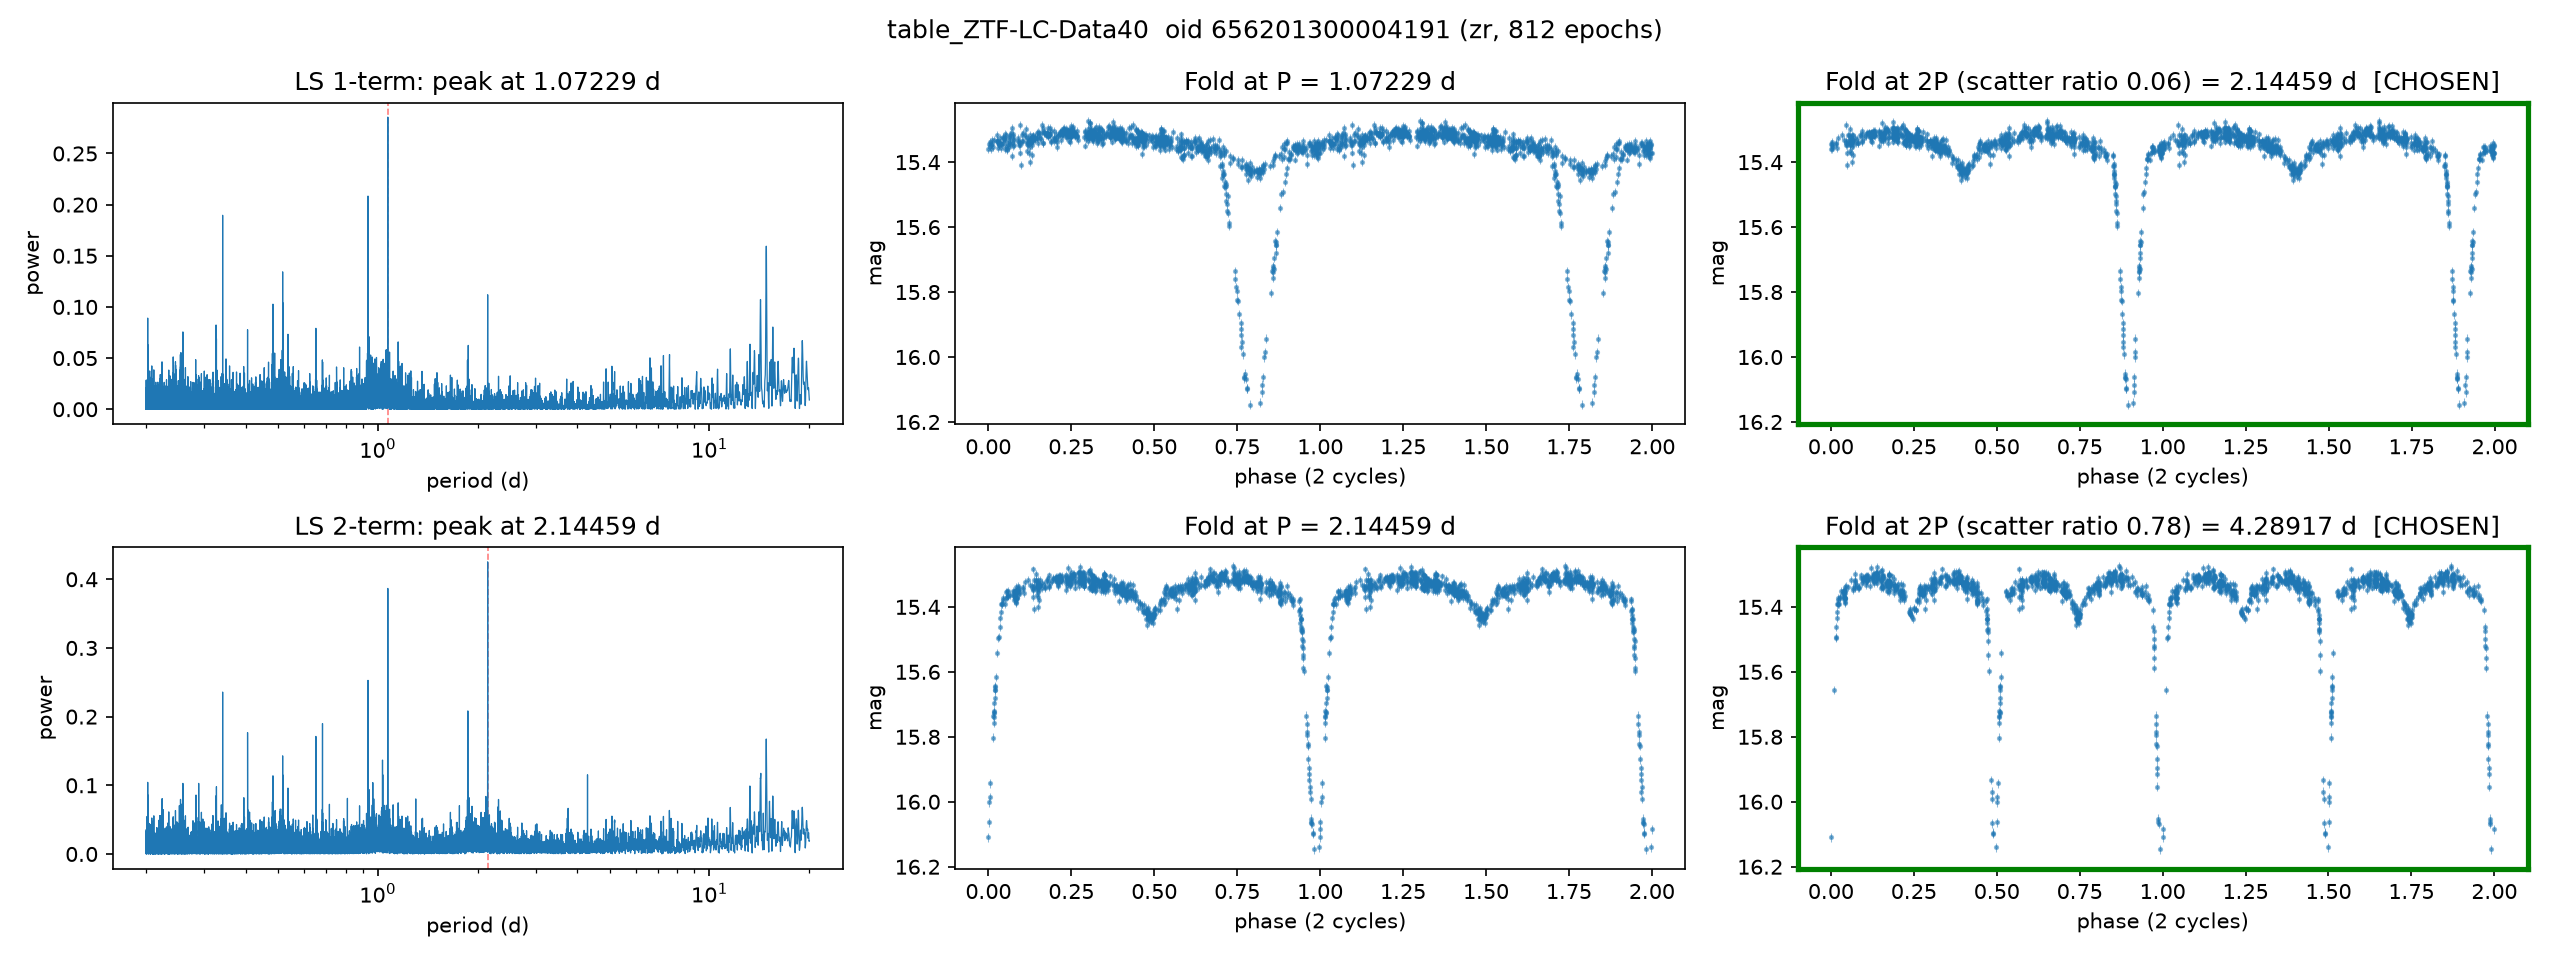 table_ZTF-LC-Data40  oid 656201300004191 (zr, 812 epochs)
LS 1-term: peak at 1.07229 d
power
0.25
0.20
0.15
0.10
0.05
0.00
10⁰
10¹
period (d)
Fold at P = 1.07229 d
mag
15.4
15.6
15.8
16.0
16.2
0.00 0.25 0.50 0.75 1.00 1.25 1.50 1.75 2.00
phase (2 cycles)
Fold at 2P (scatter ratio 0.06) = 2.14459 d  [CHOSEN]
mag
15.4
15.6
15.8
16.0
16.2
0.00 0.25 0.50 0.75 1.00 1.25 1.50 1.75 2.00
phase (2 cycles)
LS 2-term: peak at 2.14459 d
power
0.4
0.3
0.2
0.1
0.0
10⁰
10¹
period (d)
Fold at P = 2.14459 d
mag
15.4
15.6
15.8
16.0
16.2
0.00 0.25 0.50 0.75 1.00 1.25 1.50 1.75 2.00
phase (2 cycles)
Fold at 2P (scatter ratio 0.78) = 4.28917 d  [CHOSEN]
mag
15.4
15.6
15.8
16.0
16.2
0.00 0.25 0.50 0.75 1.00 1.25 1.50 1.75 2.00
phase (2 cycles)